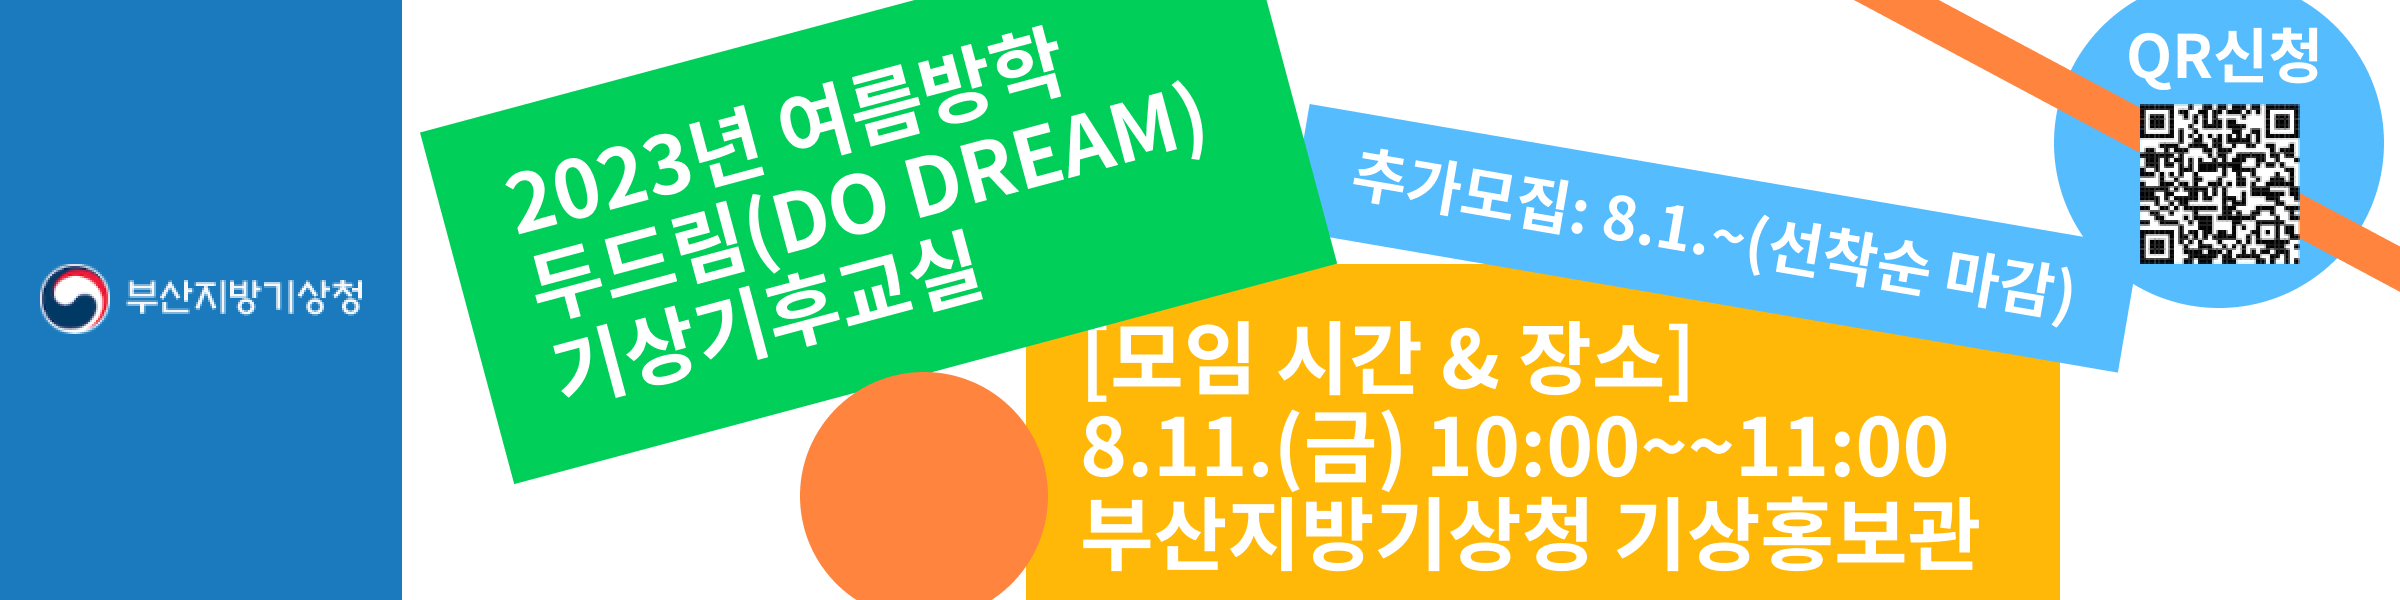 부산지방기상청
2023년 여름방학
두드림(DO DREAM)
기상기후교실
추가모집: 8.1.~(선착순 마감)
QR신청
[모임 시간 & 장소]
8.11.(금) 10:00~~11:00
부산지방기상청 기상홍보관